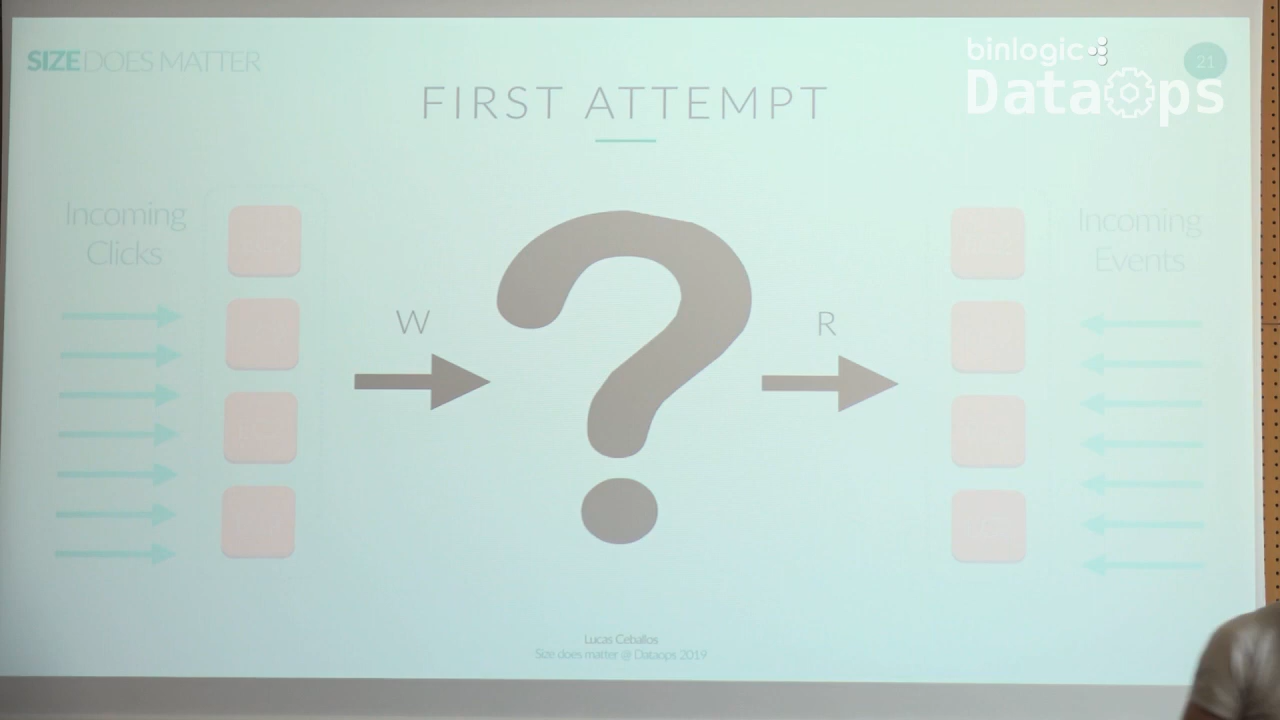 SIZE DOES MATTER
binlogic
DataOps
21
FIRST ATTEMPT
Incoming
Clicks
Incoming
Events
W
R
Lucas Ceballos
Size does matter @ Dataops 2019